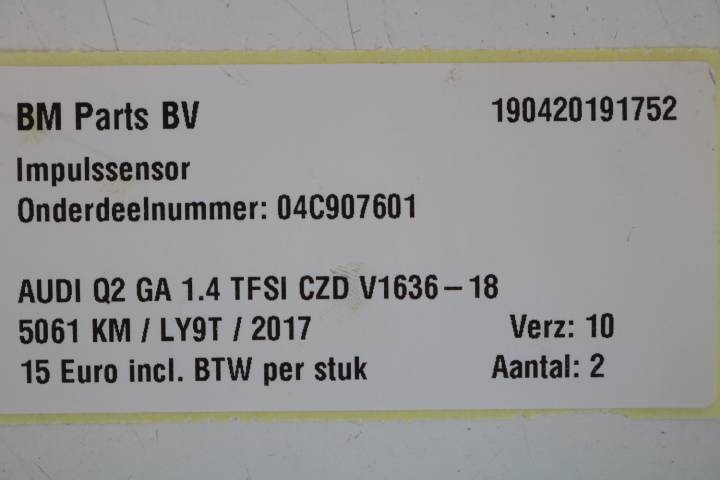 BM Parts BV 190420191752
Impulssensor
Onderdeelnummer: 04C907601
AUDI Q2 GA 1.4 TFSI CZD V1636-18
5061 KM / LY9T / 2017 Verz: 10
15 Euro incl. BTW per stuk Aantal: 2